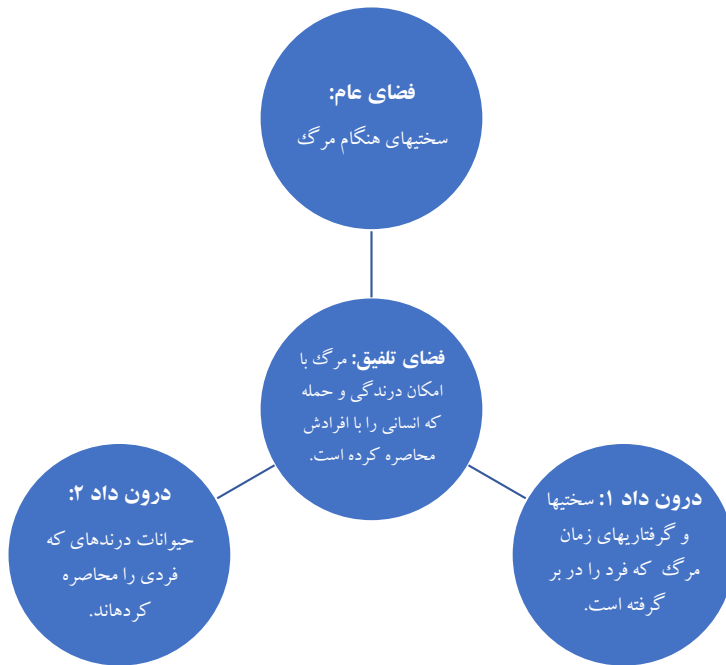 فضای عام:
سختیهای هنگام مرگ
فضای تلفیق: مرگ با
امکان درندگی و حمله
که انسانی را با افرادش
محاصره کرده است.
درون داد ۱: سختیها
و گرفتاریهای زمان
مرگ که فرد را در بر
گرفته است.
درون داد ۲:
حیوانات درندهای که
فردی را محاصره
کردهاند.